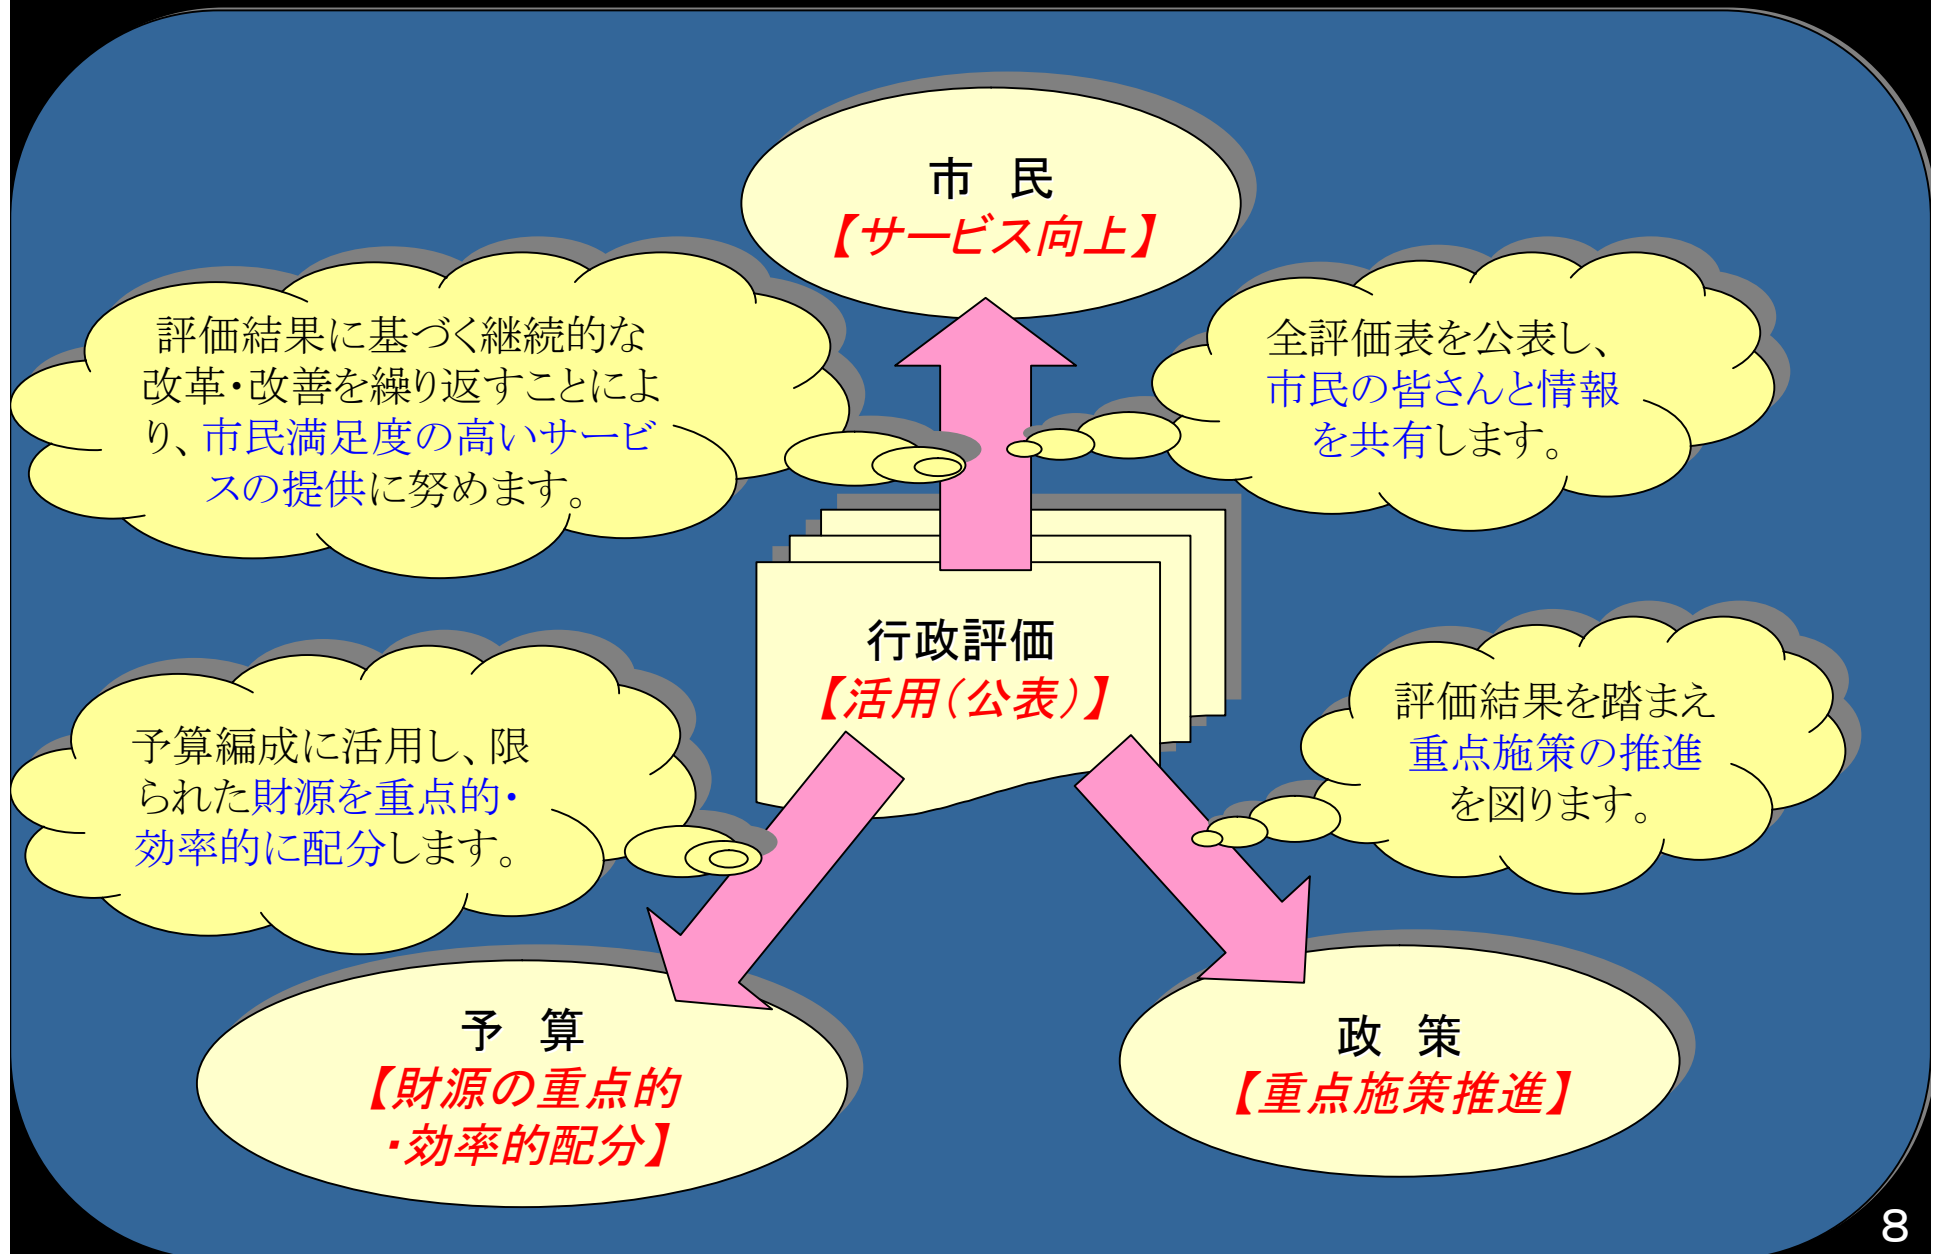 市　民
【サービス向上】
評価結果に基づく継続的な
改革・改善を繰り返すことによ
り、市民満足度の高いサービ
スの提供に努めます。
全評価表を公表し、
市民の皆さんと情報
を共有します。
行政評価
【活用（公表）】
予算編成に活用し、限
られた財源を重点的・
効率的に配分します。
評価結果を踏まえ
重点施策の推進
を図ります。
予　算
【財源の重点的
・効率的配分】
政　策
【重点施策推進】
8